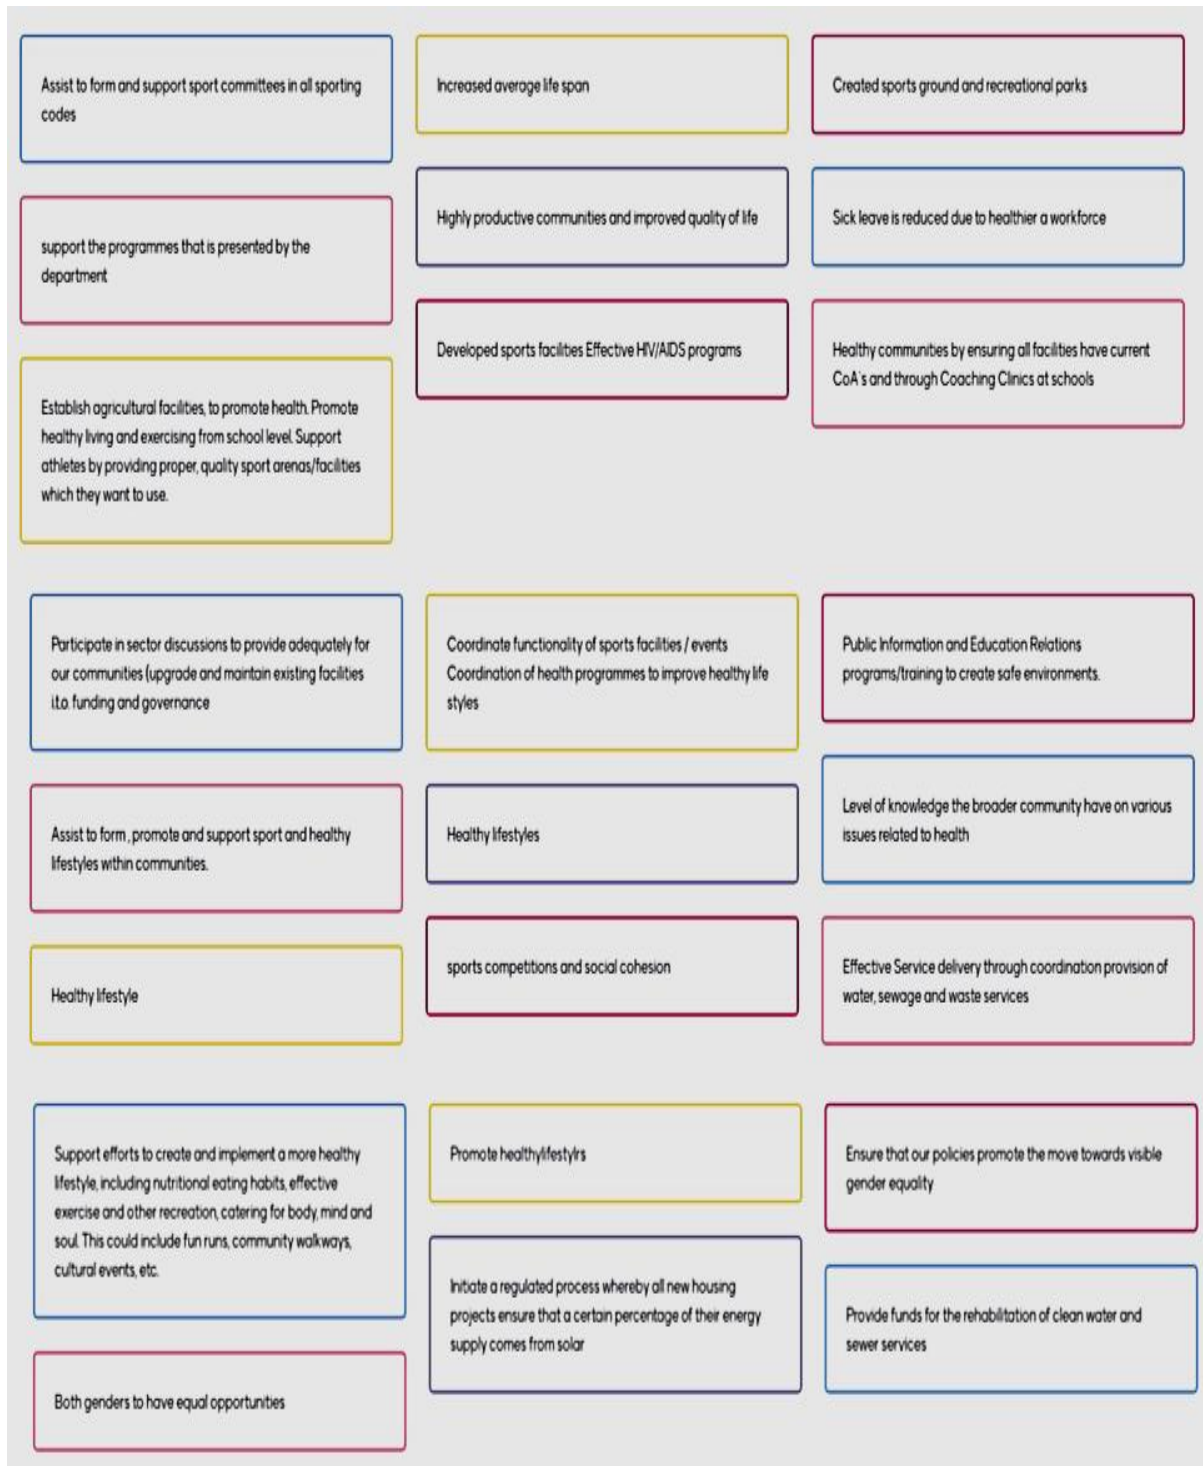 Assist to form and support sport committees in all sporting
codes
support the programmes that is presented by the
department
Establish agricultural facilities, to promote health. Promote
healthy living and exercising from school level. Support
athletes by providing proper, quality sport arenas/facilities
which they want to use.
Increased average life span
Highly productive communities and improved quality of life
Developed sports facilities Effective HIV/AIDS programs
Created sports ground and recreational parks
Sick leave is reduced due to healthier a workforce
Healthy communities by ensuring all facilities have current
CoA's and through Coaching Clinics at schools
Participate in sector discussions to provide adequately for
our communities (upgrade and maintain existing facilities
i.t.o. funding and governance
Assist to form , promote and support sport and healthy
lifestyles within communities.
Healthy lifestyle
Coordinate functionality of sports facilities / events
Coordination of health programmes to improve healthy life
styles
Healthy lifestyles
sports competitions and social cohesion
Public Information and Education Relations
programs/training to create safe environments.
Level of knowledge the broader community have on various
issues related to health
Effective Service delivery through coordination provision of
water, sewage and waste services
Support efforts to create and implement a more healthy
lifestyle, including nutritional eating habits, effective
exercise and other recreation, catering for body, mind and
soul. This could include fun runs, community walkways,
cultural events, etc.
Both genders to have equal opportunities
Promote healthylifestylrs
Initiate a regulated process whereby all new housing
projects ensure that a certain percentage of their energy
supply comes from solar
Ensure that our policies promote the move towards visible
gender equality
Provide funds for the rehabilitation of clean water and
sewer services